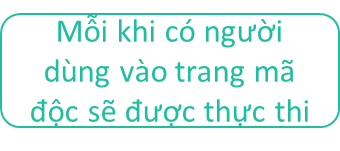 Mỗi khi có người
dùng vào trang mã
độc sẽ được thực thi